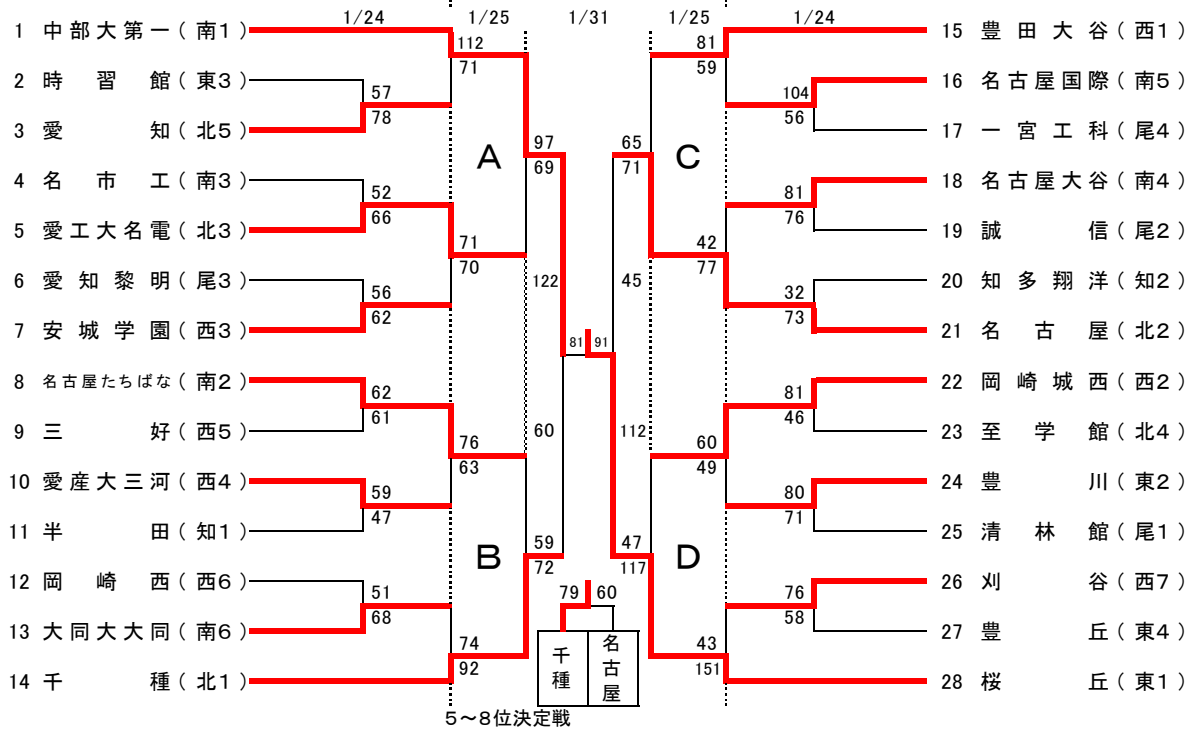 1/24 1/25 1/31 1/25 1/24
1 中部大第一(南1)
2 時習館(東3)
3 愛知(北5)
4 名市工(南3)
5 愛工大名電(北3)
6 愛知黎明(尾3)
7 安城学園(西3)
8 名古屋たちばな(南2)
9 三好(西5)
10 愛産大三河(西4)
11 半田(知1)
12 岡崎西(西6)
13 大同大大同(南6)
14 千種(北1)
57
78
52
66
56
62
62
61
59
47
51
68
112
71
71
70
76
63
74
92
A
B
97
69
59
72
122
60
81 91
45
112
65
71
47
117
C
D
81
59
42
77
60
49
43
151
104
56
81
76
32
73
81
46
80
71
76
58
15 豊田大谷(西1)
16 名古屋国際(南5)
17 一宮工科(尾4)
18 名古屋大谷(南4)
19 誠信(尾2)
20 知多翔洋(知2)
21 名古屋(北2)
22 岡崎城西(西2)
23 至学館(北4)
24 豊川(東2)
25 清林館(尾1)
26 刈谷(西7)
27 豊丘(東4)
28 桜丘(東1)
79 60
千種
名古屋
5～8位決定戦